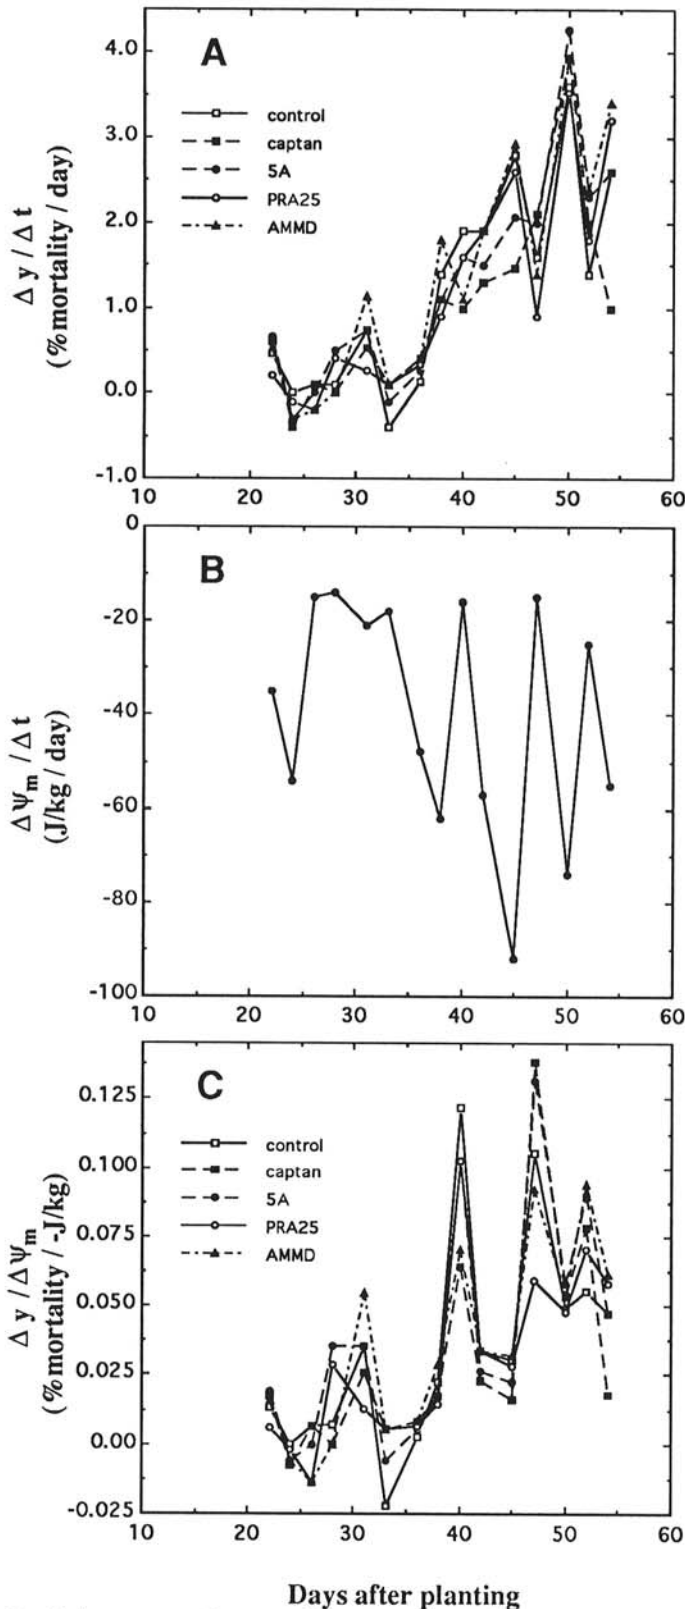 A
4.0
3.0
2.0
1.0
0.0
-1.0
Δ y / Δ t
(% mortality / day)
control
captan
5A
PRA25
AMMD
10 20 30 40 50 60
B
0
-20
-40
-60
-80
-100
Δ Ψm / Δ t
(J/kg / day)
10 20 30 40 50 60
C
0.125
0.100
0.075
0.050
0.025
0.00
-0.025
Δ y / Δ Ψm
(% mortality / -J/kg)
control
captan
5A
PRA25
AMMD
10 20 30 40 50 60
Days after planting